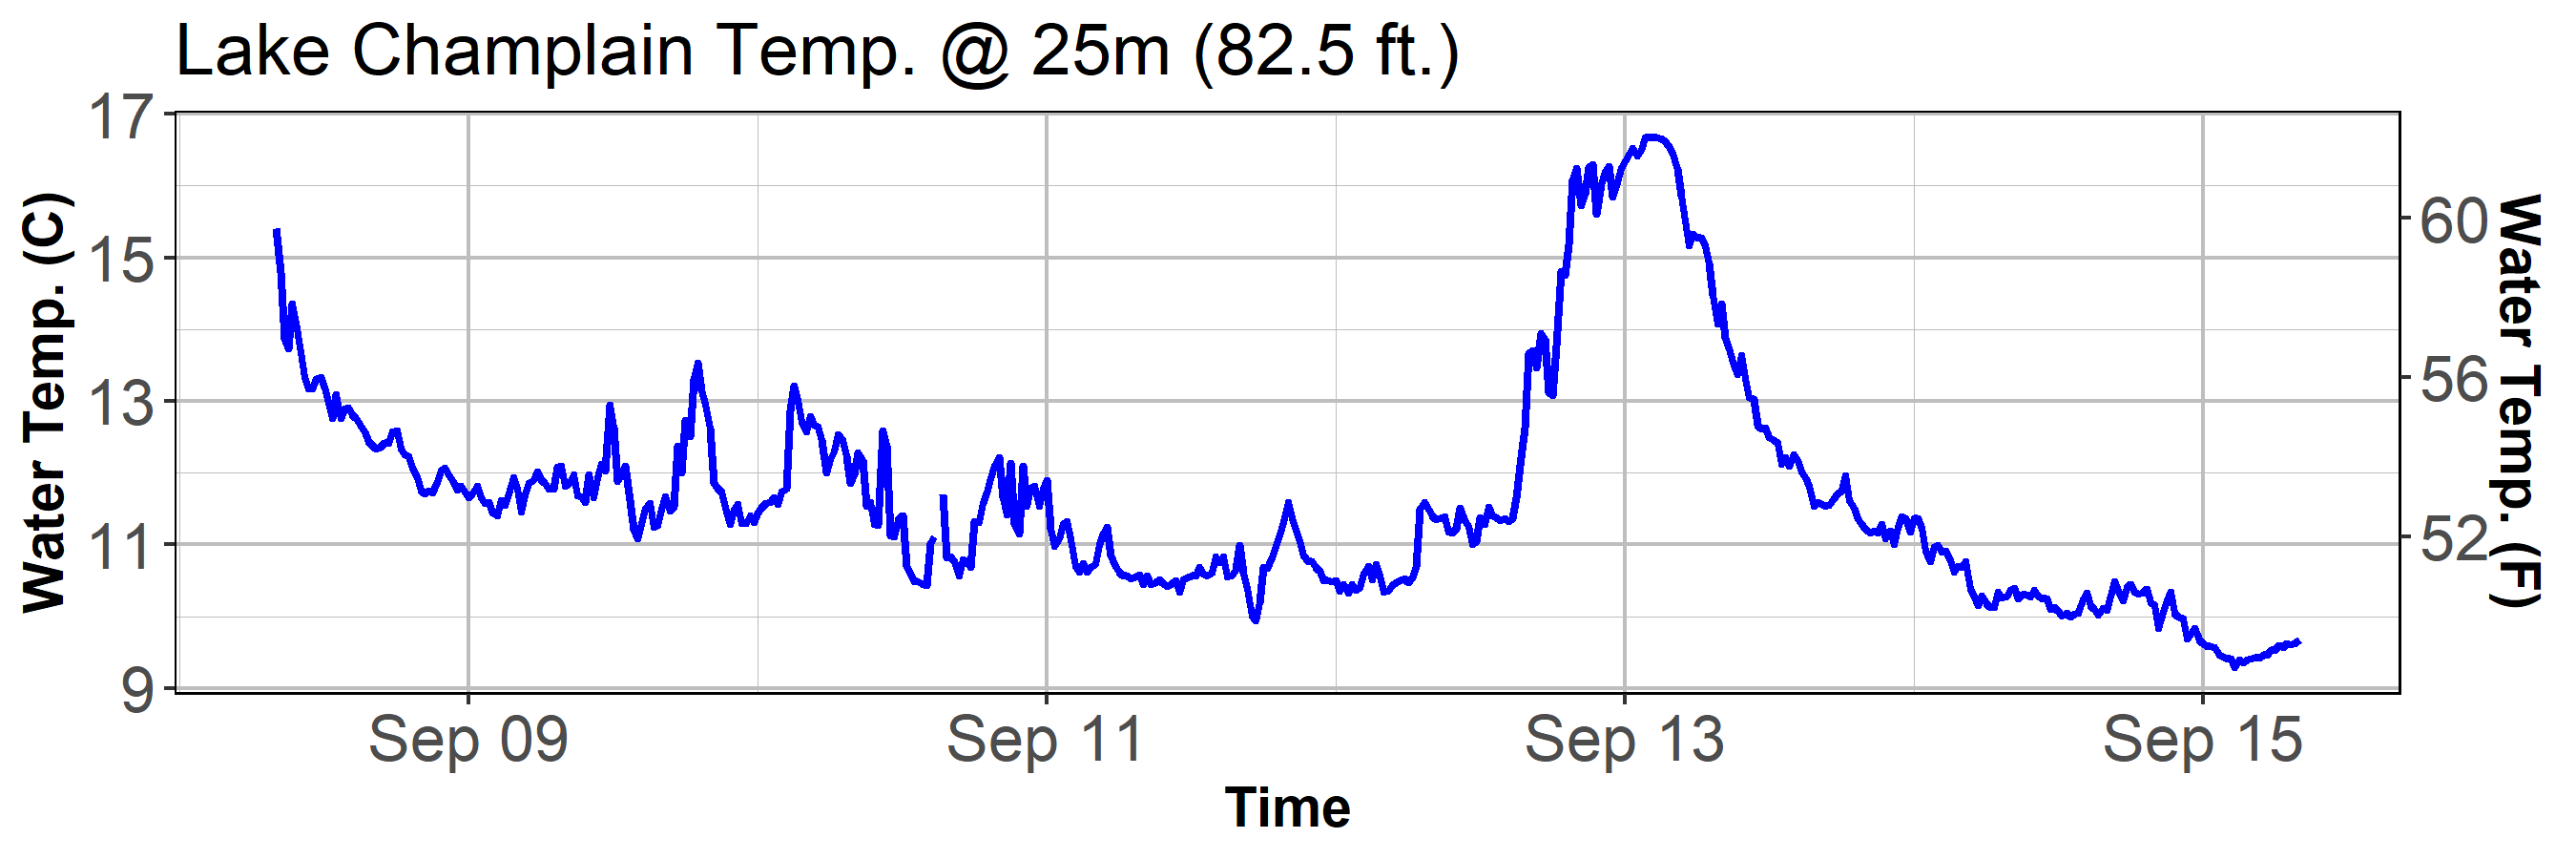 Lake Champlain Temp. @ 25m (82.5 ft.)
Water Temp. (C)
17
15
13
11
9
60
56
52
Water Temp. (F)
Sep 09 Sep 11 Sep 13 Sep 15
Time